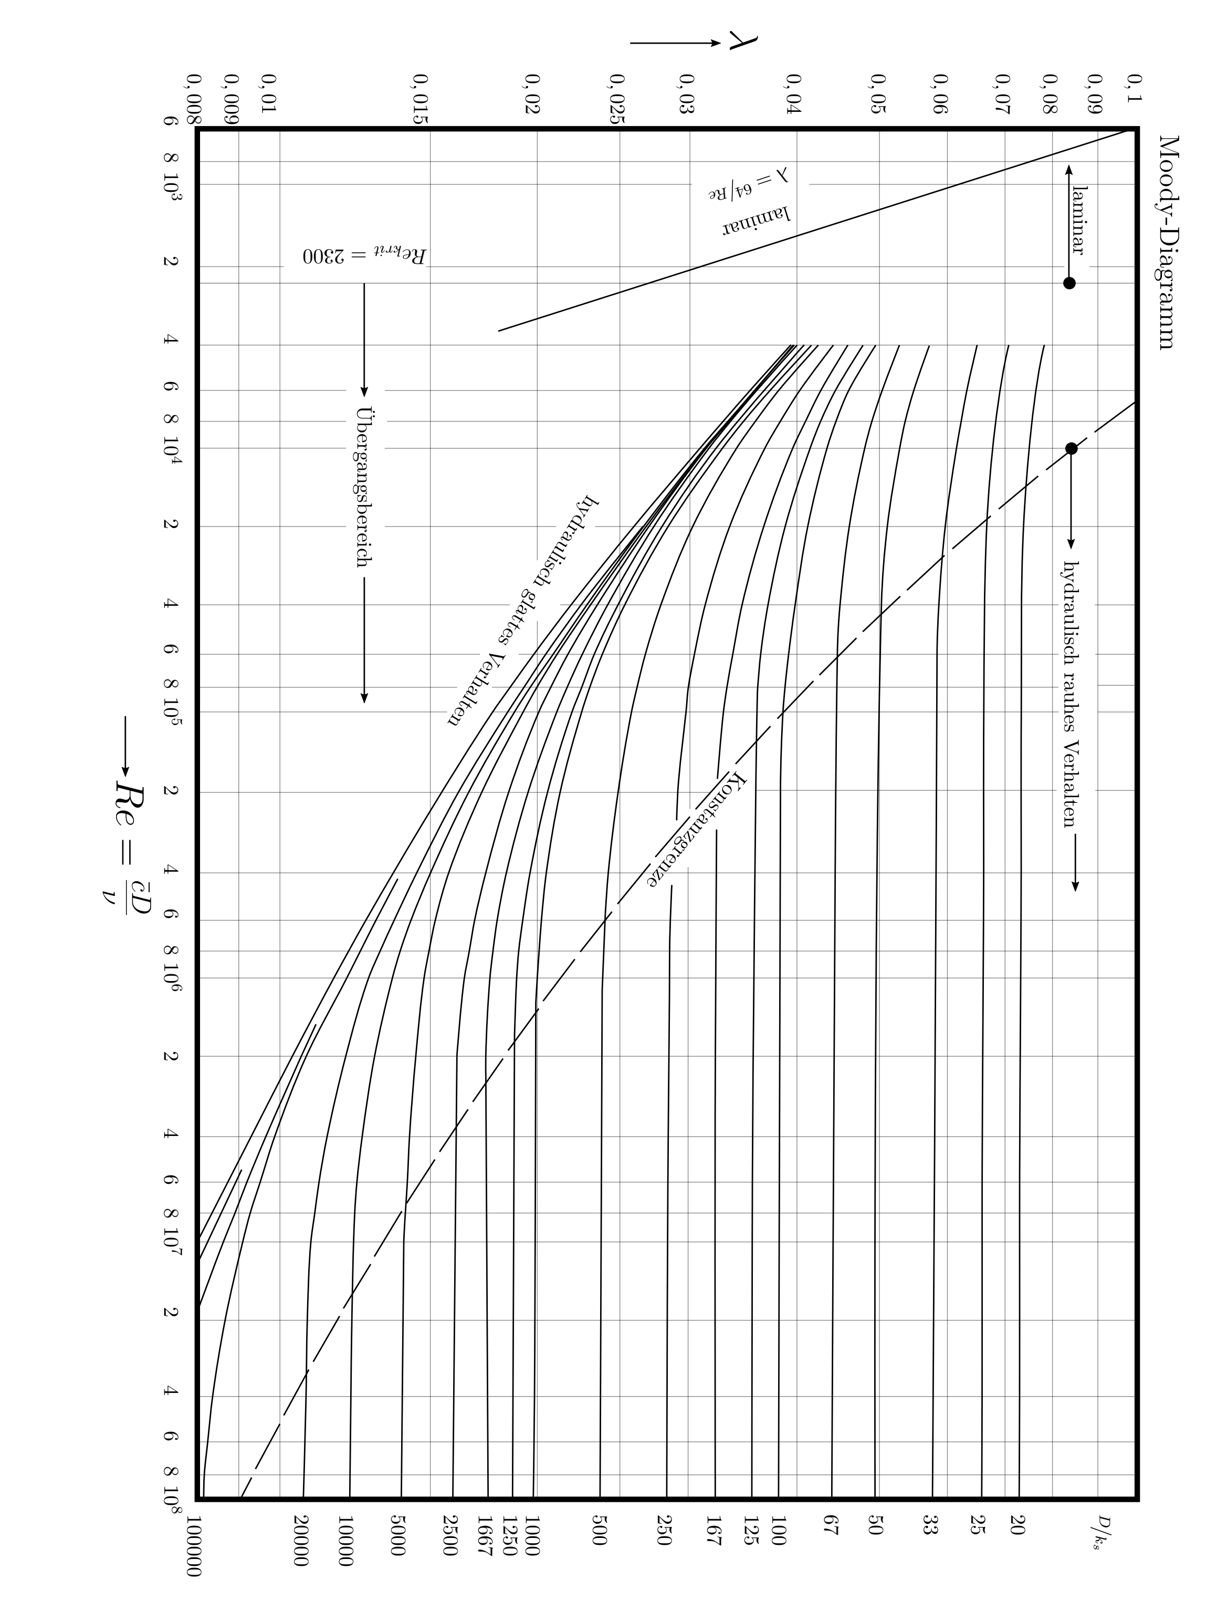 Moody-Diagramm
λ
0, 1
0, 09
0, 08
0, 07
0, 06
0, 05
0, 04
0, 03
0, 025
0, 02
0, 015
0, 01
0, 009
0, 008
laminar
hydraulisch rauhes Verhalten
λ = 64/Re
laminar
Konstanzgrenze
hydraulisch glattes Verhalten
Re_krit = 2300
Übergangsbereich
D/k_s
20
25
33
50
67
100
125
167
250
500
1000
1250
1667
2500
5000
10000
20000
100000
6 8 10³ 2 4 6 8 10⁴ 2 4 6 8 10⁵ 2 4 6 8 10⁶ 2 4 6 8 10⁷ 2 4 6 8 10⁸
Re = c̄D/ν